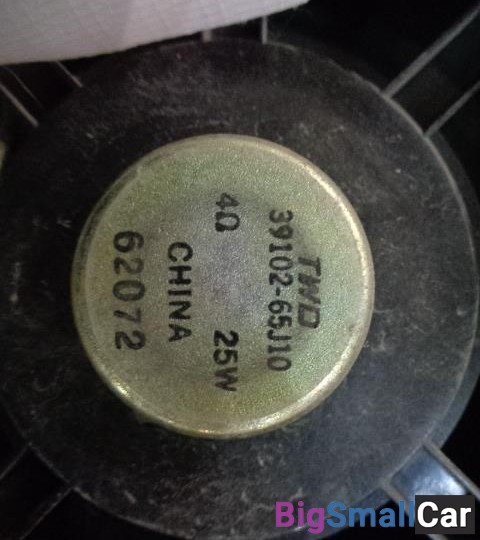 TWD
39102-65J10
4Ω 25W
CHINA
62072
BigSmallCar